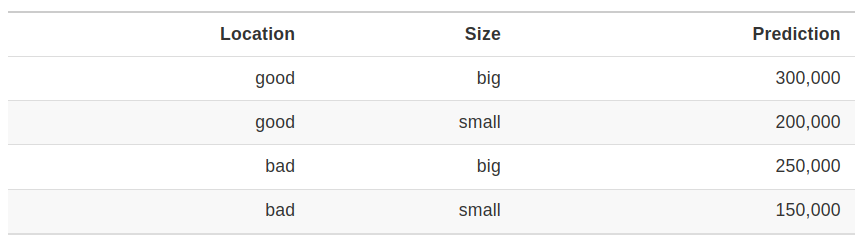 Location Size Prediction
good big 300,000
good small 200,000
bad big 250,000
bad small 150,000